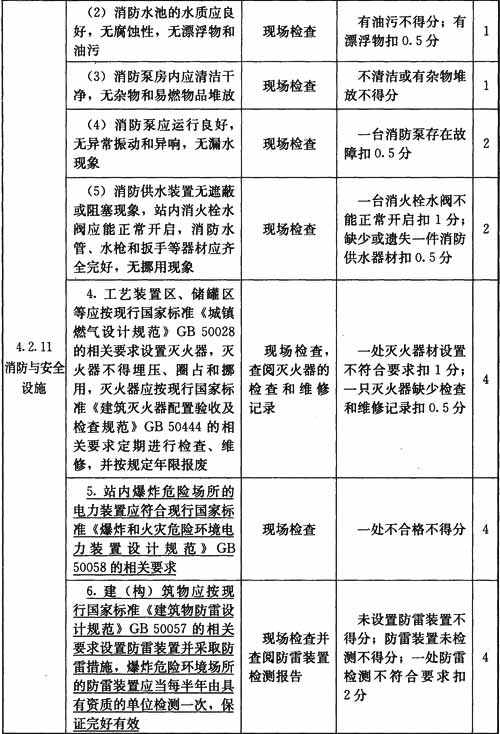 (2) 消防水池的水质应良
好，无腐蚀性，无漂浮物和
油污
现场检查
有油污不得分；有
漂浮物扣 0.5 分
1
(3) 消防泵房内应清洁干
净，无杂物和易燃物品堆放
现场检查
不清洁或有杂物堆
放不得分
1
(4) 消防泵应运行良好，
无异常振动和异响，无漏水
现象
现场检查
一台消防泵存在故
障扣 0.5 分
2
(5) 消防供水装置无遮蔽
或阻塞现象，站内消火栓水
阀应能正常开启，消防水
管、水枪和扳手等器材应齐
全完好，无挪用现象
现场检查
一台消火栓水阀不
能正常开启扣 1 分；
缺少或遗失一件消防
供水器材扣 0.5 分
2
4.2.11
消防与安全
设施
4. 工艺装置区、储罐区
等应按现行国家标准《城镇
燃气设计规范》GB 50028
的相关要求设置灭火器，灭
火器不得埋压、圈占和挪
用，灭火器应按现行国家标
准《建筑灭火器配置验收及
检查规范》GB 50444 的相
关要求定期进行检查、维
修，并按规定年限报废
现场检查，
查阅灭火器的
检查和维修
记录
一处灭火器材设置
不符合要求扣 1 分；
一只灭火器缺少检查
和维修记录扣 0.5 分
4
5. 站内爆炸危险场所的
电力装置应符合现行国家标
准《爆炸和火灾危险环境电
力装置设计规范》GB
50058 的相关要求
现场检查
一处不合格不得分
4
6. 建（构）筑物应按现
行国家标准《建筑物防雷设
计规范》GB 50057 的相关
要求设置防雷装置并采取防
雷措施，爆炸危险环境场所
的防雷装置应当每半年由具
有资质的单位检测一次，保
证完好有效
现场检查并
查阅防雷装置
检测报告
未设置防雷装置不
得分；防雷装置未检
测不得分；一处防雷
检测不符合要求扣
2 分
4